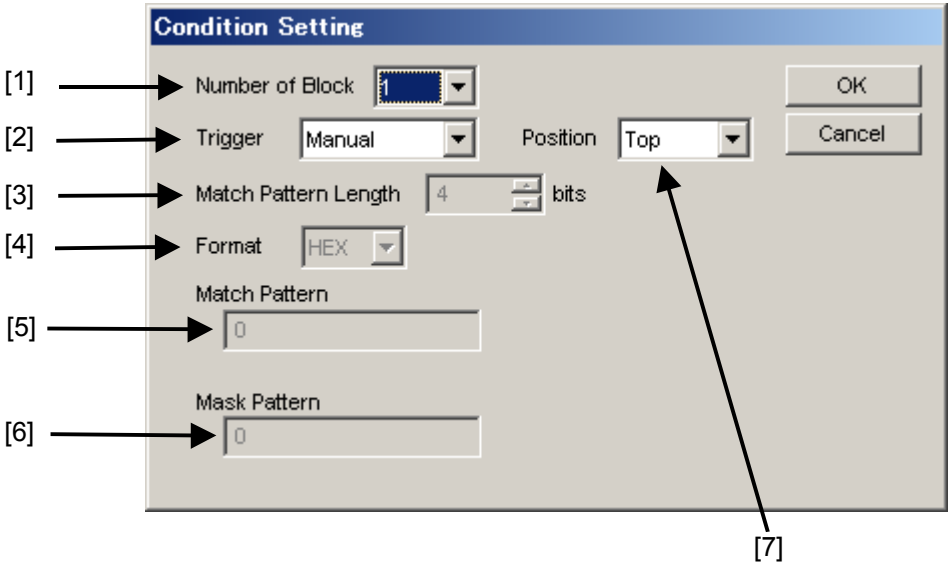 Condition Setting
[1] Number of Block 1 OK
[2] Trigger Manual Position Top Cancel
[3] Match Pattern Length 4 bits
[4] Format HEX
Match Pattern
[5] 0
Mask Pattern
[6] 0
[7]